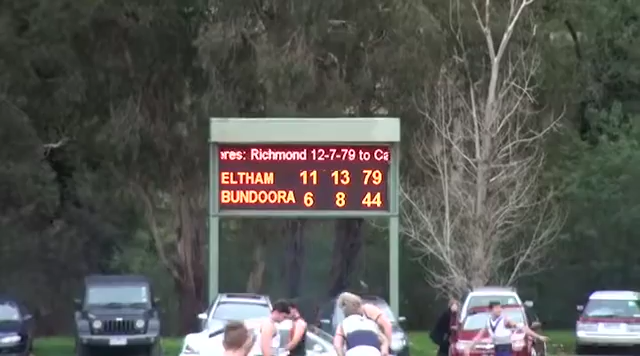 res: Richmond 12-7-79 to Ca
ELTHAM 11 13 79
BUNDOORA 6 8 44